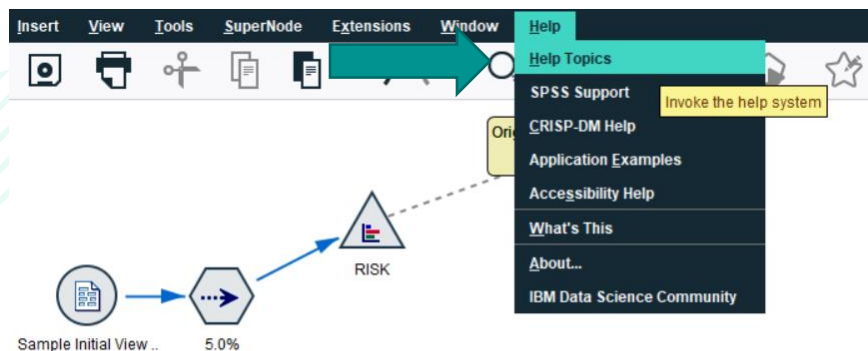 Insert View Tools SuperNode Extensions Window Help
Help Topics
SPSS Support
Invoke the help system
CRISP-DM Help
Application Examples
Accessibility Help
What's This
About...
IBM Data Science Community
RISK
Sample Initial View ..
5.0%